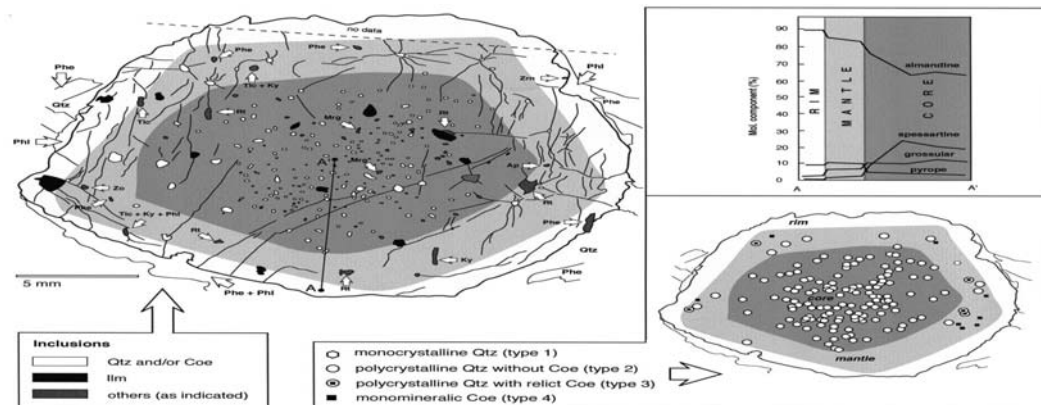 no data
Phe
Phe
Phl
Qtz
Tlc + Ky
Zrn
Phe
Tlc
Rt
Mrg
Rt
Phl
Mrg
A'
Ap
Zo
Rt
Tlc + Ky + Phl
Phe
Rt
Qtz
Ky
5 mm
A
Phe
Phe + Phl
Rt
Inclusions
Qtz and/or Coe
Ilm
others (as indicated)
Mol. component (%)
90
80
70
60
50
40
30
20
10
0
RIM
MANTLE
CORE
almandine
spessartine
grossular
pyrope
A
A'
rim
core
mantle
monocrystalline Qtz (type 1)
polycrystalline Qtz without Coe (type 2)
polycrystalline Qtz with relict Coe (type 3)
monomineralic Coe (type 4)